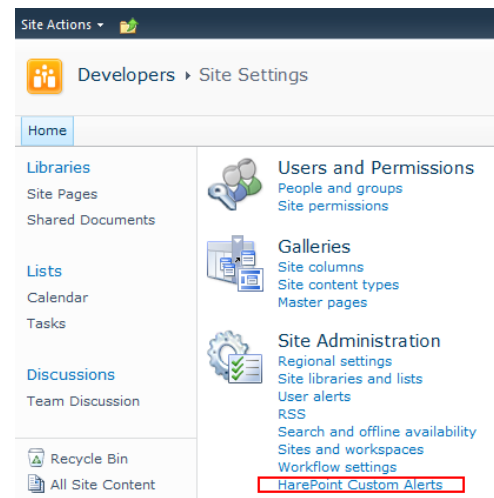 Site Actions
Developers ▸ Site Settings
Home
Libraries
Site Pages
Shared Documents
Lists
Calendar
Tasks
Discussions
Team Discussion
Recycle Bin
All Site Content
Users and Permissions
People and groups
Site permissions
Galleries
Site columns
Site content types
Master pages
Site Administration
Regional settings
Site libraries and lists
User alerts
RSS
Search and offline availability
Sites and workspaces
Workflow settings
HarePoint Custom Alerts